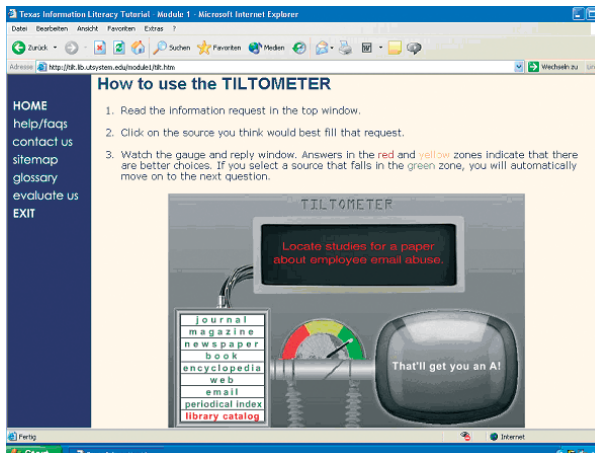 Texas Information Literacy Tutorial - Module 1 - Microsoft Internet Explorer
Datei Bearbeiten Ansicht Favoriten Extras ?
Zurück Suchen Favoriten Medien
Adresse http://tilt.lib.utsystem.edu/module1/tilt.htm Wechseln zu
How to use the TILTOMETER
HOME
help/faqs
contact us
sitemap
glossary
evaluate us
EXIT
1. Read the information request in the top window.
2. Click on the source you think would best fill that request.
3. Watch the gauge and reply window. Answers in the red and yellow zones indicate that there
are better choices. If you select a source that falls in the green zone, you will automatically
move on to the next question.
TILTOMETER
Locate studies for a paper
about employee email abuse.
journal
magazine
newspaper
book
encyclopedia
web
email
periodical index
library catalog
That'll get you an A!
Fertig Internet
Start